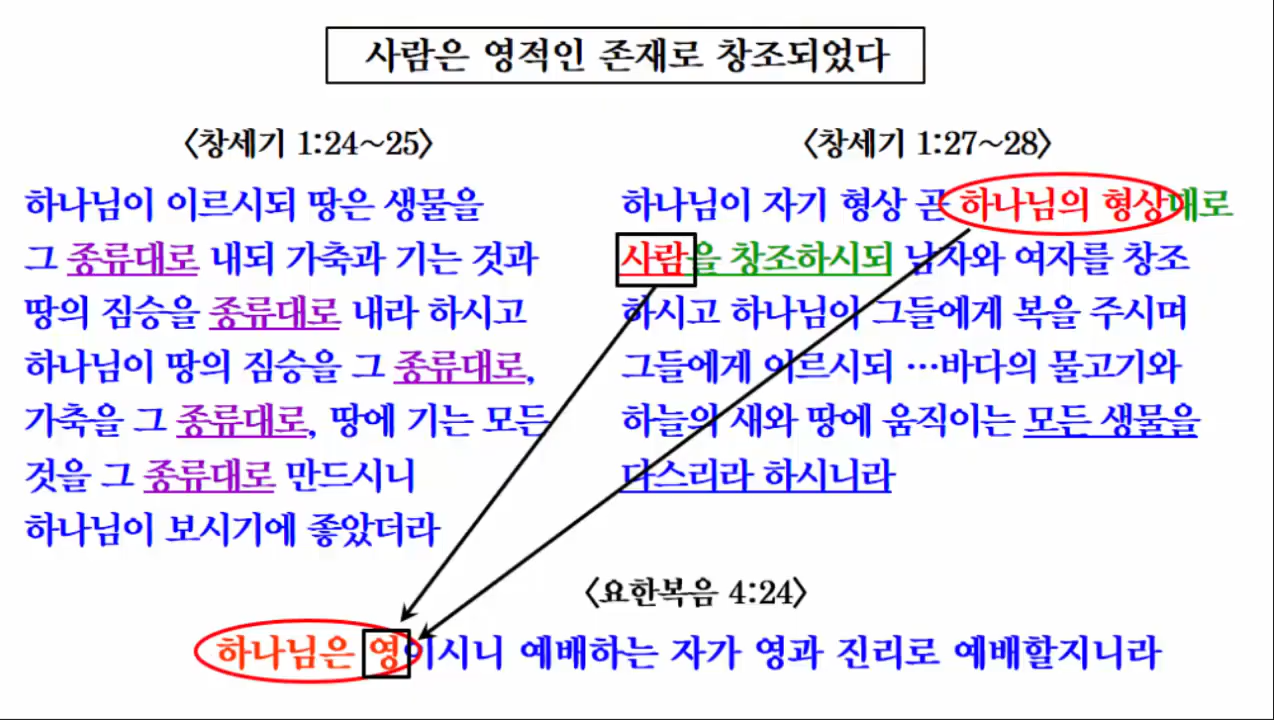 사람은 영적인 존재로 창조되었다
<창세기 1:24~25>
하나님이 이르시되 땅은 생물을
그 종류대로 내되 가축과 기는 것과
땅의 짐승을 종류대로 내라 하시고
하나님이 땅의 짐승을 그 종류대로,
가축을 그 종류대로, 땅에 기는 모든
것을 그 종류대로 만드시니
하나님이 보시기에 좋았더라
<창세기 1:27~28>
하나님이 자기 형상 곧 하나님의 형상대로
사람을 창조하시되 남자와 여자를 창조
하시고 하나님이 그들에게 복을 주시며
그들에게 이르시되 …바다의 물고기와
하늘의 새와 땅에 움직이는 모든 생물을
다스리라 하시니라
<요한복음 4:24>
하나님은 영이시니 예배하는 자가 영과 진리로 예배할지니라